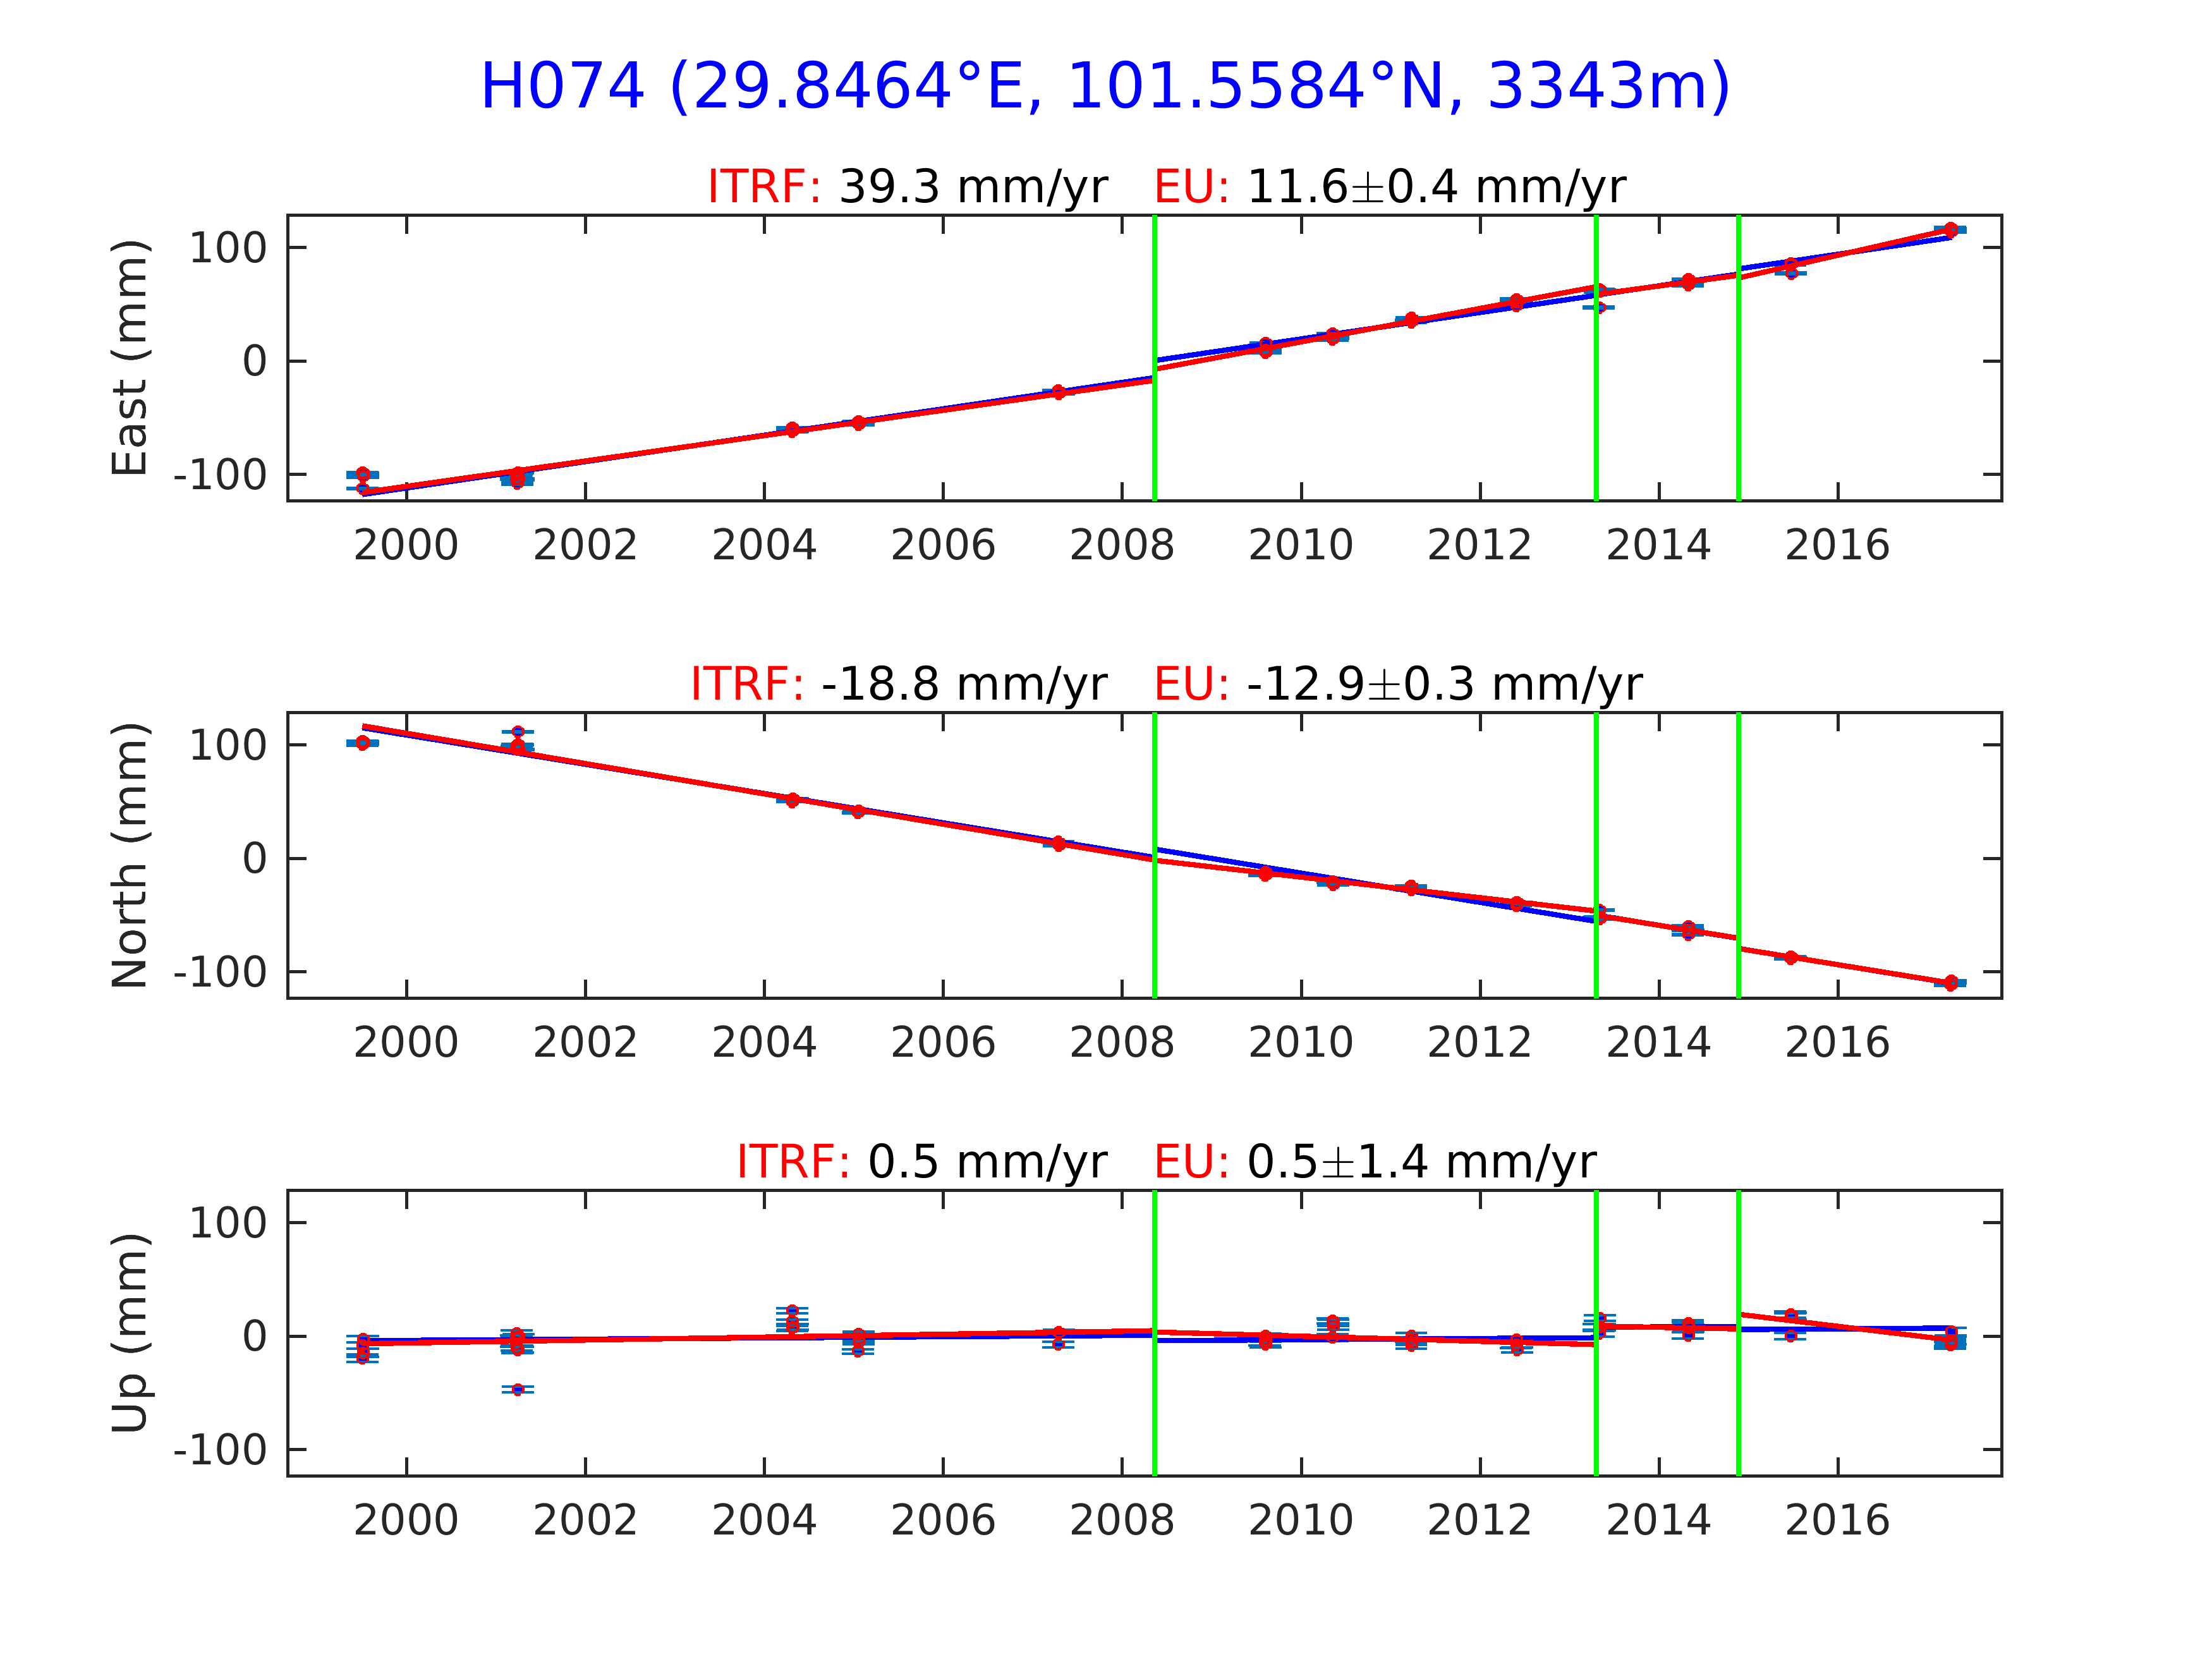 H074 (29.8464°E, 101.5584°N, 3343m)
ITRF: 39.3 mm/yr EU: 11.6±0.4 mm/yr
East (mm)
100
0
-100
2000 2002 2004 2006 2008 2010 2012 2014 2016
ITRF: -18.8 mm/yr EU: -12.9±0.3 mm/yr
North (mm)
100
0
-100
2000 2002 2004 2006 2008 2010 2012 2014 2016
ITRF: 0.5 mm/yr EU: 0.5±1.4 mm/yr
Up (mm)
100
0
-100
2000 2002 2004 2006 2008 2010 2012 2014 2016